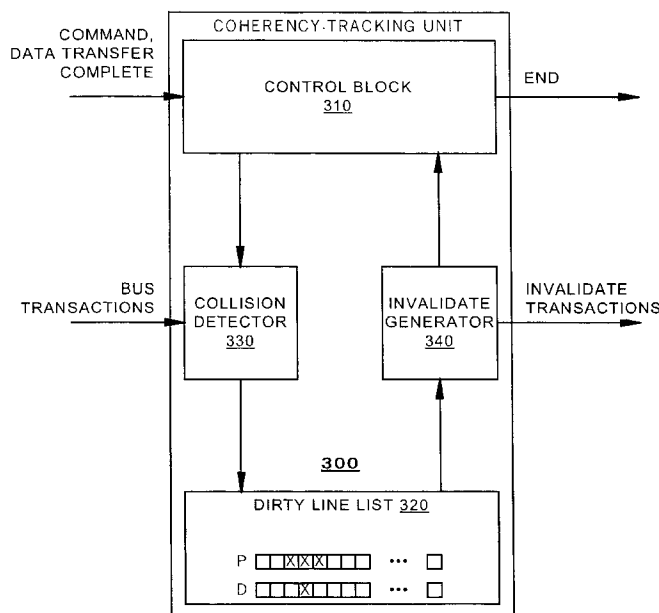 COHERENCY-TRACKING UNIT
COMMAND,
DATA TRANSFER
COMPLETE
CONTROL BLOCK
310
END
BUS
TRANSACTIONS
COLLISION
DETECTOR
330
INVALIDATE
GENERATOR
340
INVALIDATE
TRANSACTIONS
300
DIRTY LINE LIST 320
P X X X ...
D X ...